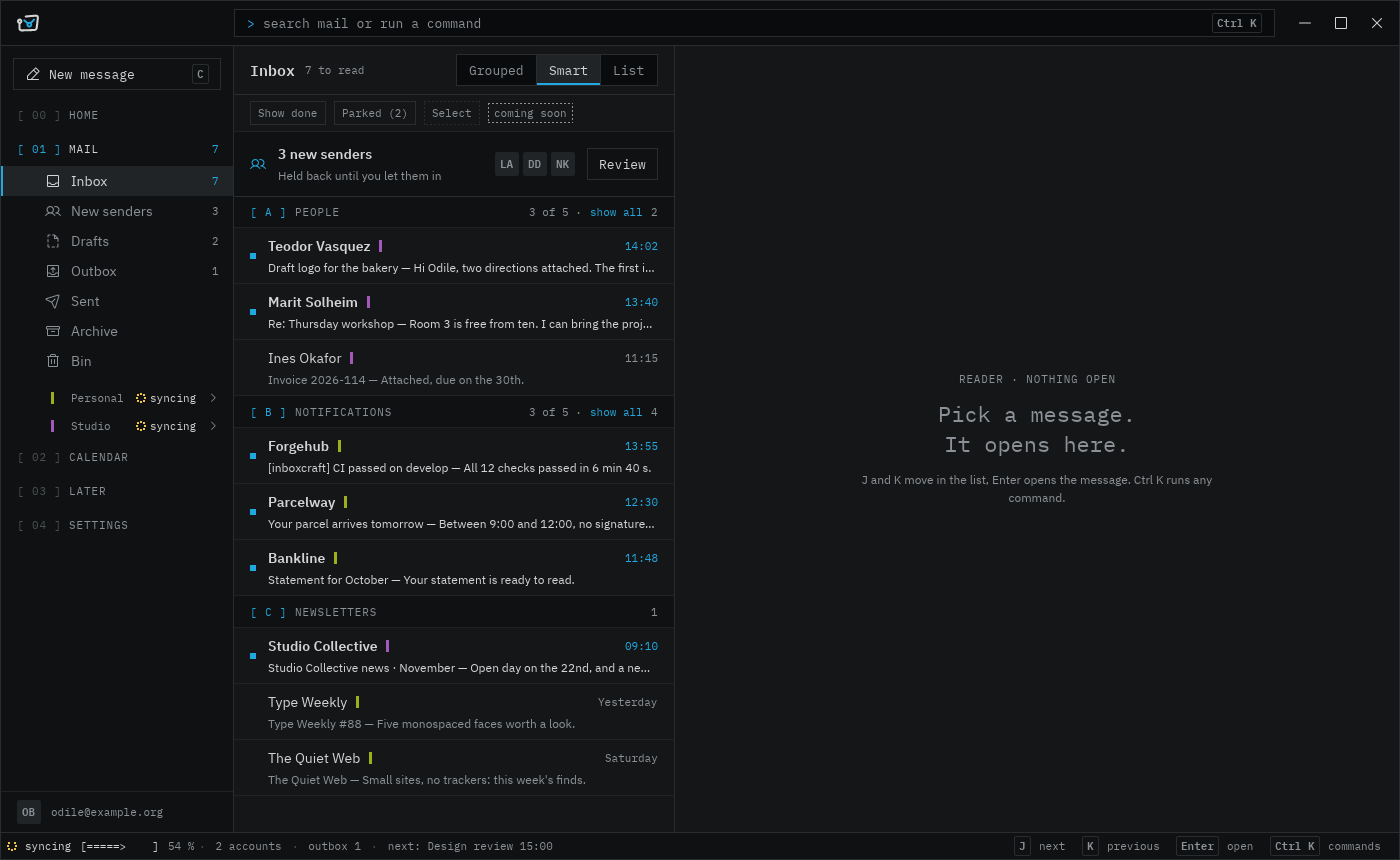 > search mail or run a command Ctrl K
New message C
[ 00 ] HOME
[ 01 ] MAIL 7
Inbox 7
New senders 3
Drafts 2
Outbox 1
Sent
Archive
Bin
Personal syncing
Studio syncing
[ 02 ] CALENDAR
[ 03 ] LATER
[ 04 ] SETTINGS
OB odile@example.org
Inbox 7 to read Grouped Smart List
Show done Parked (2) Select coming soon
3 new senders
Held back until you let them in
LA DD NK Review
[ A ] PEOPLE 3 of 5 · show all 2
Teodor Vasquez 14:02
Draft logo for the bakery — Hi Odile, two directions attached. The first i…
Marit Solheim 13:40
Re: Thursday workshop — Room 3 is free from ten. I can bring the proj…
Ines Okafor 11:15
Invoice 2026-114 — Attached, due on the 30th.
[ B ] NOTIFICATIONS 3 of 5 · show all 4
Forgehub 13:55
[inboxcraft] CI passed on develop — All 12 checks passed in 6 min 40 s.
Parcelway 12:30
Your parcel arrives tomorrow — Between 9:00 and 12:00, no signature…
Bankline 11:48
Statement for October — Your statement is ready to read.
[ C ] NEWSLETTERS 1
Studio Collective 09:10
Studio Collective news · November — Open day on the 22nd, and a ne…
Type Weekly Yesterday
Type Weekly #88 — Five monospaced faces worth a look.
The Quiet Web Saturday
The Quiet Web — Small sites, no trackers: this week's finds.
READER · NOTHING OPEN
Pick a message.
It opens here.
J and K move in the list, Enter opens the message. Ctrl K runs any
command.
syncing [=====> ] 54 % · 2 accounts · outbox 1 · next: Design review 15:00
J next K previous Enter open Ctrl K commands